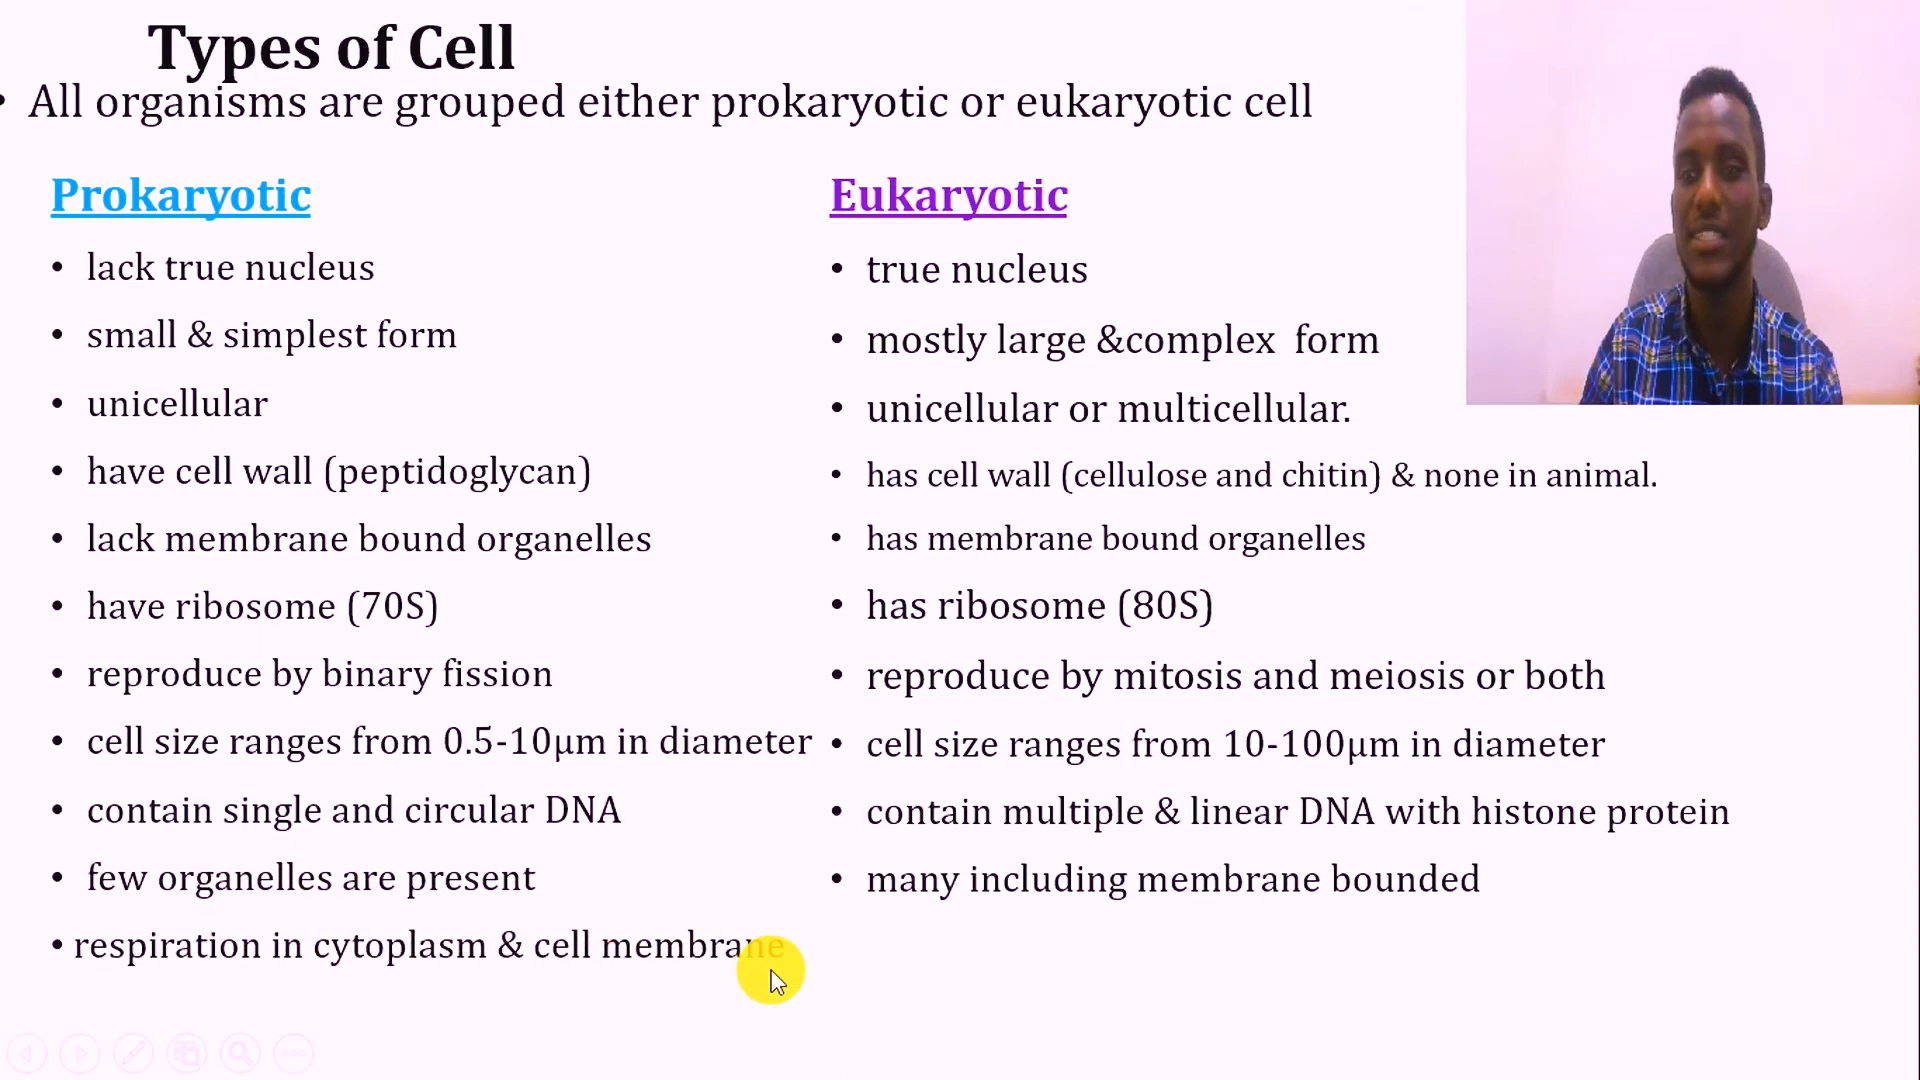 Types of Cell
• All organisms are grouped either prokaryotic or eukaryotic cell
Prokaryotic
• lack true nucleus
• small & simplest form
• unicellular
• have cell wall (peptidoglycan)
• lack membrane bound organelles
• have ribosome (70S)
• reproduce by binary fission
• cell size ranges from 0.5-10μm in diameter
• contain single and circular DNA
• few organelles are present
• respiration in cytoplasm & cell membrane
Eukaryotic
• true nucleus
• mostly large &complex  form
• unicellular or multicellular.
• has cell wall (cellulose and chitin) & none in animal.
• has membrane bound organelles
• has ribosome (80S)
• reproduce by mitosis and meiosis or both
• cell size ranges from 10-100μm in diameter
• contain multiple & linear DNA with histone protein
• many including membrane bounded